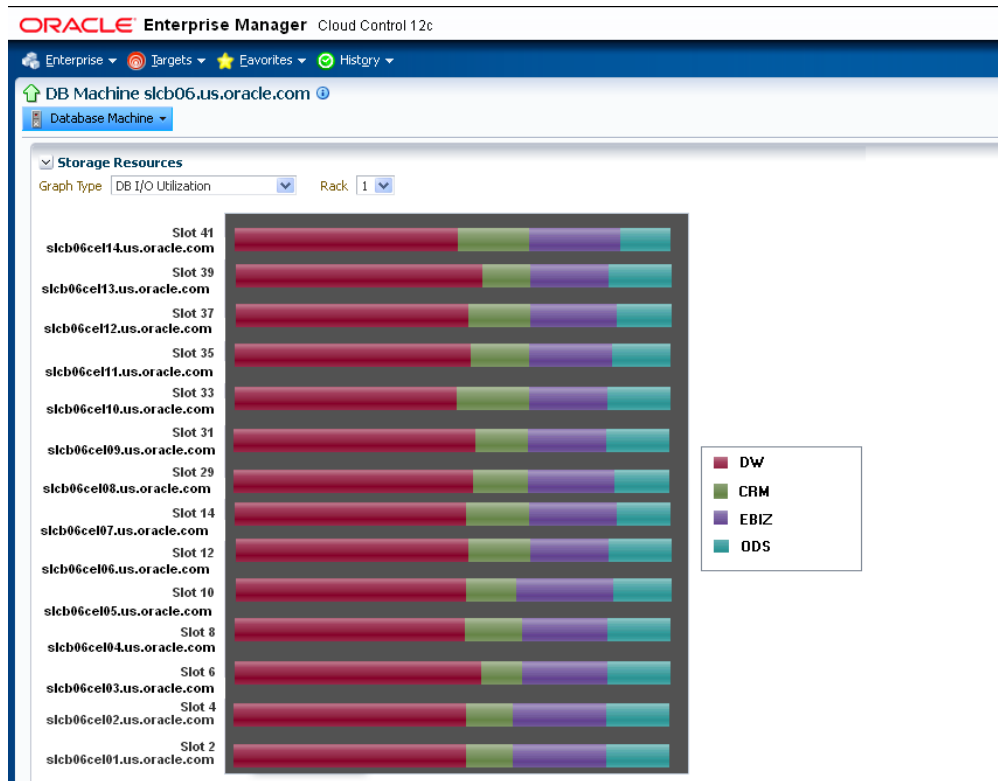 ORACLE Enterprise Manager Cloud Control 12c
Enterprise Targets Favorites History
DB Machine slcb06.us.oracle.com
Database Machine
Storage Resources
Graph Type DB I/O Utilization Rack 1
Slot 41
slcb06cel14.us.oracle.com
Slot 39
slcb06cel13.us.oracle.com
Slot 37
slcb06cel12.us.oracle.com
Slot 35
slcb06cel11.us.oracle.com
Slot 33
slcb06cel10.us.oracle.com
Slot 31
slcb06cel09.us.oracle.com
Slot 29
slcb06cel08.us.oracle.com
Slot 14
slcb06cel07.us.oracle.com
Slot 12
slcb06cel06.us.oracle.com
Slot 10
slcb06cel05.us.oracle.com
Slot 8
slcb06cel04.us.oracle.com
Slot 6
slcb06cel03.us.oracle.com
Slot 4
slcb06cel02.us.oracle.com
Slot 2
slcb06cel01.us.oracle.com
DW
CRM
EBIZ
ODS